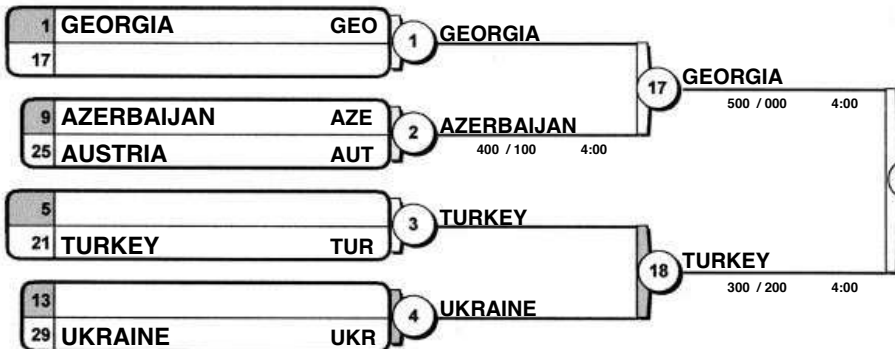 1 GEORGIA GEO
17
1 GEORGIA
9 AZERBAIJAN AZE
25 AUSTRIA AUT
2 AZERBAIJAN
400 / 100 4:00
17 GEORGIA
500 / 000 4:00
5
21 TURKEY TUR
3 TURKEY
13
29 UKRAINE UKR
4 UKRAINE
18 TURKEY
300 / 200 4:00